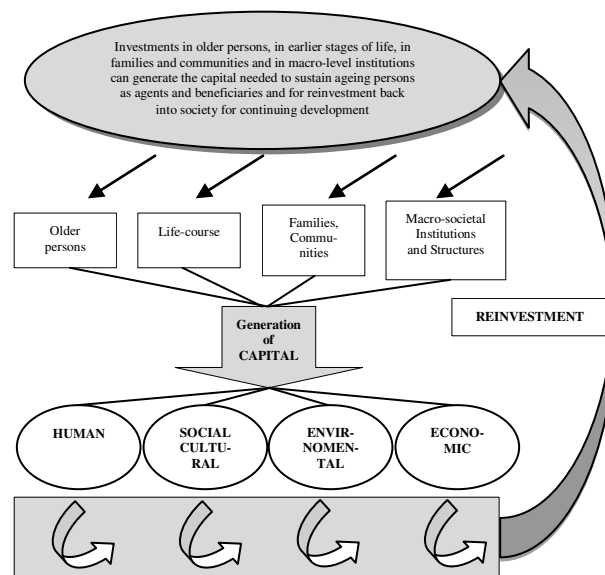 Investments in older persons, in earlier stages of life, in
families and communities and in macro-level institutions
can generate the capital needed to sustain ageing persons
as agents and beneficiaries and for reinvestment back
into society for continuing development
Older
persons
Life-course
Families,
Commu-
nities
Macro-societal
Institutions
and Structures
Generation
of
CAPITAL
REINVESTMENT
HUMAN
SOCIAL
CULTU-
RAL
ENVIR-
NOMEN-
TAL
ECONO-
MIC